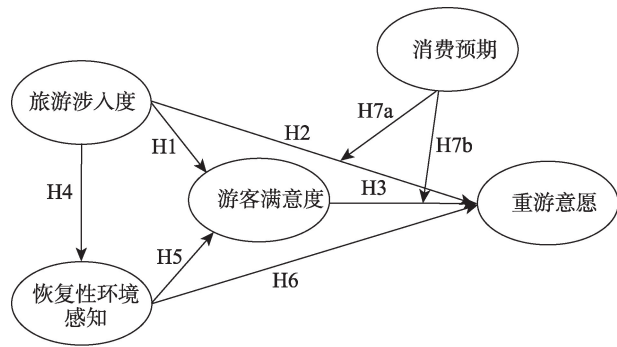 消费预期
旅游涉入度
H7a
H2
H1
H7b
H4
H3
游客满意度
重游意愿
H5
H6
恢复性环境
感知